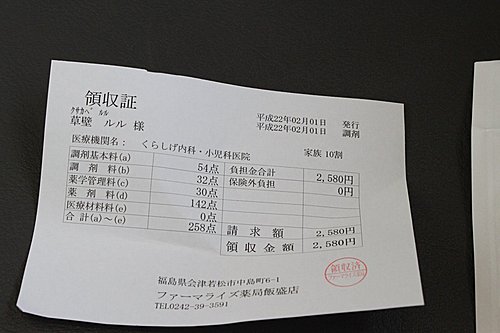 領収証
クサカベ ルル
草壁 ルル 様
平成22年02月01日 発行
平成22年02月01日 調剤
医療機関名： くらしげ内科・小児科医院 家族 10割
調剤基本料(a) 54点 負担金合計 2,580円
調 剤 料(b) 32点 保険外負担 0円
薬学管理料(c) 30点
薬 剤 料(d) 142点
医療材料料(e) 0点 請 求 額 2,580円
合 計(a)～(e) 258点 領 収 金 額 2,580円
領収済
福島県会津若松市中島町6-1
ファーマライズ薬局飯盛店
TEL0242-39-3591